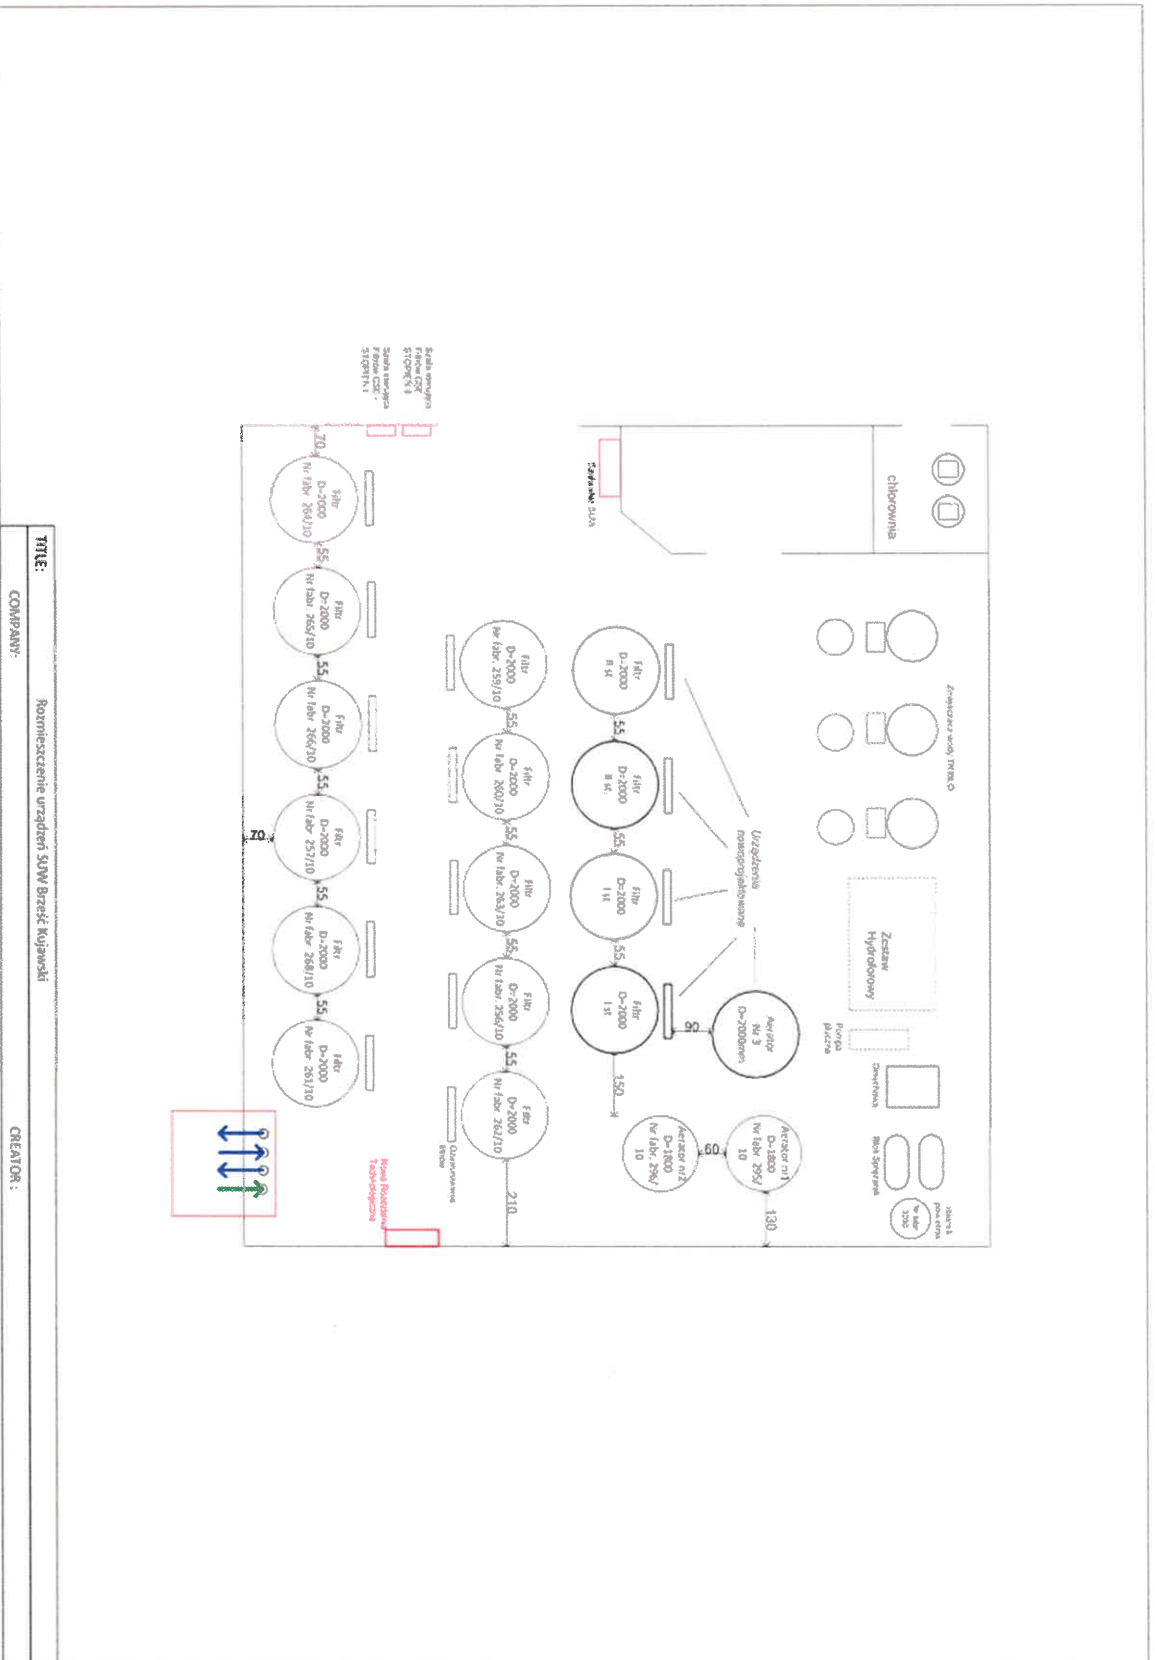 chlorownia
Zestaw
Hydroforowy
Pompa
płuczna
Aerator nr1
D=1800
Nr fabr. 295/
10
130
60
Aerator nr2
D=1800
Nr fabr. 296/
10
Aerator
Nr 3
D=2000mm
90
Urządzenia
nowoprojektowane
Filtr
D=2000
II st
55
Filtr
D=2000
II st.
55
Filtr
D=2000
I st
55
Filtr
D=2000
I st
150
Filtr
D=2000
Nr fabr. 259/10
55
Filtr
D=2000
Nr fabr 260/10
55
Filtr
D=2000
Nr fabr 263/10
55
Filtr
D=2000
Nr fabr. 256/10
55
Filtr
D=2000
Nr fabr 262/10
210
STOPIEŃ
70
Filtr
D=2000
Nr fabr 264/10
55
Filtr
D=2000
Nr fabr 265/10
55
Filtr
D=2000
Nr fabr 266/10
55
Filtr
D=2000
Nr fabr 257/10
70
55
Filtr
D=2000
Nr fabr 268/10
55
Filtr
D=2000
Nr fabr 261/10
Technologiczne
TITLE:
Rozmieszczenie urządzeń SUW Brześć Kujawski
COMPANY:
CREATOR :